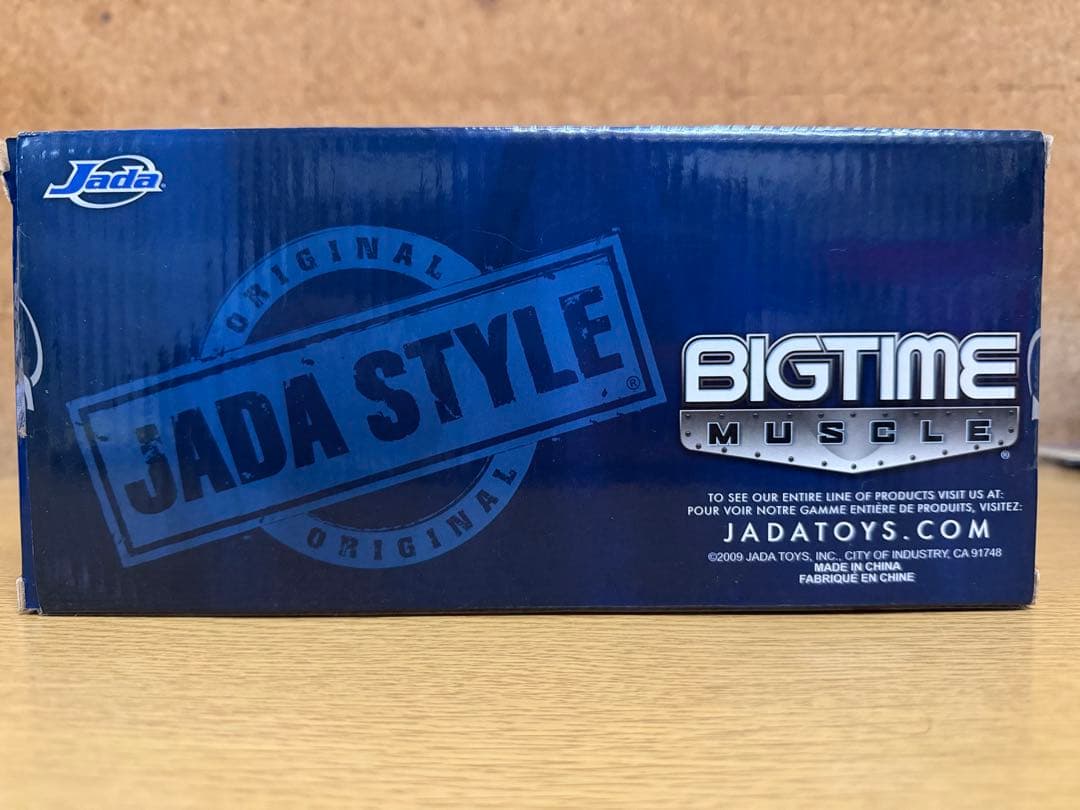 Jada
ORIGINAL
JADA STYLE®
ORIGINAL
BIGTIME
MUSCLE®
TO SEE OUR ENTIRE LINE OF PRODUCTS VISIT US AT:
POUR VOIR NOTRE GAMME ENTIÈRE DE PRODUITS, VISITEZ:
JADATOYS.COM
©2009 JADA TOYS, INC., CITY OF INDUSTRY, CA 91748
MADE IN CHINA
FABRIQUÉ EN CHINE